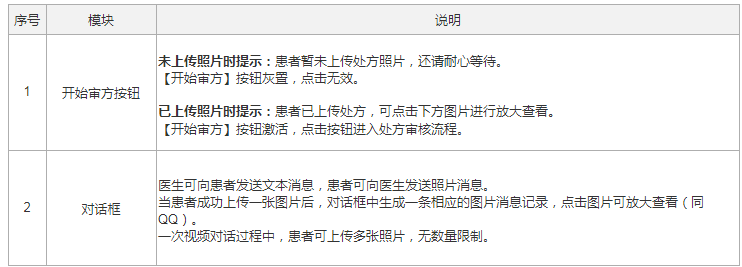 序号 模块 说明
1 开始审方按钮
未上传照片时提示：患者暂未上传处方照片，还请耐心等待。
【开始审方】按钮灰置，点击无效。
已上传照片时提示：患者已上传处方，可点击下方图片进行放大查看。
【开始审方】按钮激活，点击按钮进入处方审核流程。
2 对话框
医生可向患者发送文本消息，患者可向医生发送照片消息。
当患者成功上传一张图片后，对话框中生成一条相应的图片消息记录，点击图片可放大查看（同
QQ）。
一次视频对话过程中，患者可上传多张照片，无数量限制。